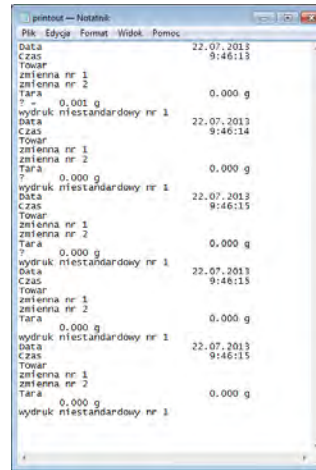 printout — Notatnik
Plik Edycja Format Widok Pomoc
Data 22.07.2013
Czas 9:46:13
Towar
zmienna nr 1
zmienna nr 2
Tara 0.000 g
? - 0.001 g
wydruk niestandardowy nr 1
Data 22.07.2013
Czas 9:46:14
Towar
zmienna nr 1
zmienna nr 2
Tara 0.000 g
? 0.000 g
wydruk niestandardowy nr 1
Data 22.07.2013
Czas 9:46:15
Towar
zmienna nr 1
zmienna nr 2
Tara 0.000 g
? 0.000 g
wydruk niestandardowy nr 1
Data 22.07.2013
Czas 9:46:15
Towar
zmienna nr 1
zmienna nr 2
Tara 0.000 g
0.000 g
wydruk niestandardowy nr 1
Data 22.07.2013
Czas 9:46:15
Towar
zmienna nr 1
zmienna nr 2
Tara 0.000 g
0.000 g
wydruk niestandardowy nr 1